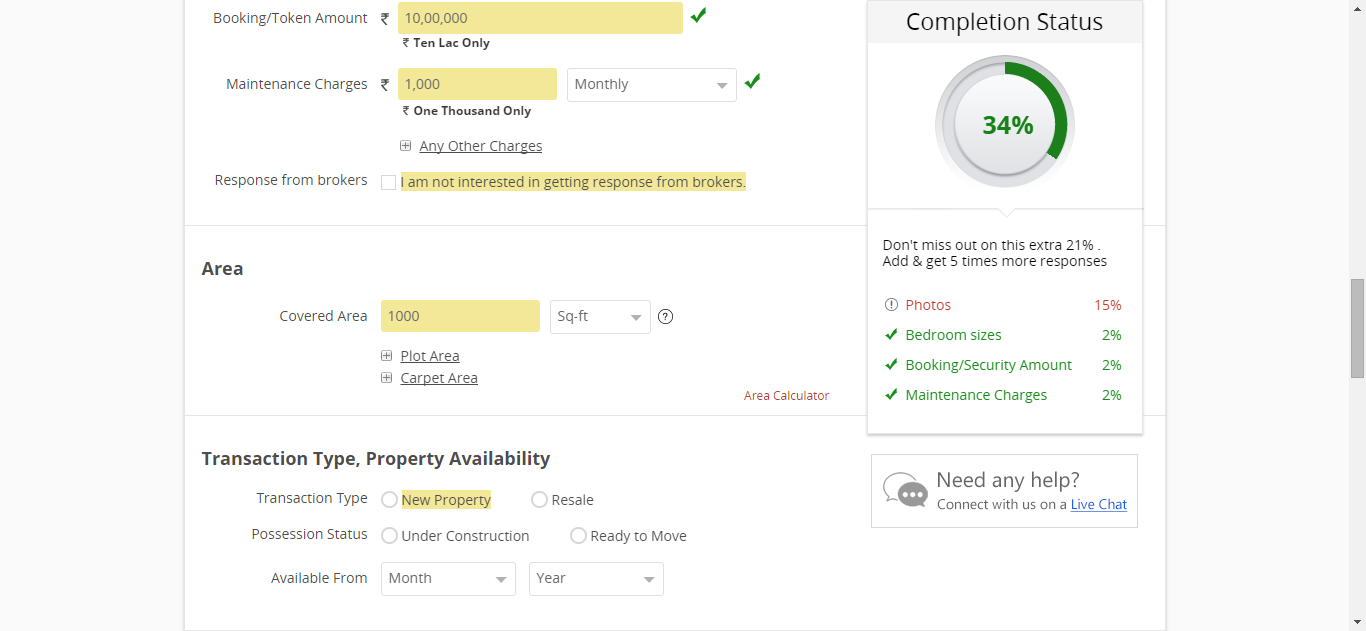 Booking/Token Amount ₹ 10,00,000
₹ Ten Lac Only
Maintenance Charges ₹ 1,000 Monthly
₹ One Thousand Only
Any Other Charges
Response from brokers I am not interested in getting response from brokers.
Area
Covered Area 1000 Sq-ft ?
Plot Area
Carpet Area
Area Calculator
Transaction Type, Property Availability
Transaction Type New Property Resale
Possession Status Under Construction Ready to Move
Available From Month Year
Completion Status
34%
Don't miss out on this extra 21% .
Add & get 5 times more responses
Photos 15%
Bedroom sizes 2%
Booking/Security Amount 2%
Maintenance Charges 2%
Need any help?
Connect with us on a Live Chat